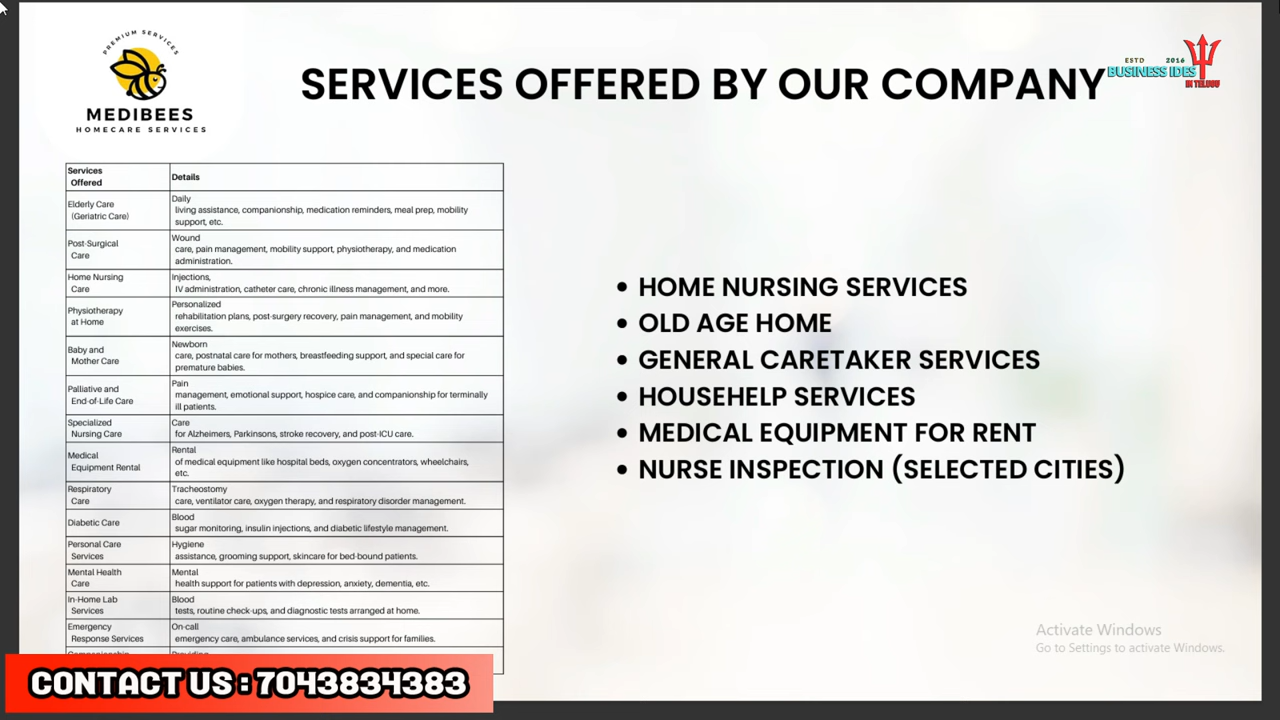 PREMIUM SERVICES
MEDIBEES
HOMECARE SERVICES
SERVICES OFFERED BY OUR COMPANY
ESTD 2016
BUSINESS IDES
IN TELUGU
Services
Offered
Details
Elderly Care
(Geriatric Care)
Daily
living assistance, companionship, medication reminders, meal prep, mobility
support, etc.
Post-Surgical
Care
Wound
care, pain management, mobility support, physiotherapy, and medication
administration.
Home Nursing
Care
Injections,
IV administration, catheter care, chronic illness management, and more.
Physiotherapy
at Home
Personalized
rehabilitation plans, post-surgery recovery, pain management, and mobility
exercises.
Baby and
Mother Care
Newborn
care, postnatal care for mothers, breastfeeding support, and special care for
premature babies.
Palliative and
End-of-Life Care
Pain
management, emotional support, hospice care, and companionship for terminally
ill patients.
Specialized
Nursing Care
Care
for Alzheimers, Parkinsons, stroke recovery, and post-ICU care.
Medical
Equipment Rental
Rental
of medical equipment like hospital beds, oxygen concentrators, wheelchairs,
etc.
Respiratory
Care
Tracheostomy
care, ventilator care, oxygen therapy, and respiratory disorder management.
Diabetic Care
Blood
sugar monitoring, insulin injections, and diabetic lifestyle management.
Personal Care
Services
Hygiene
assistance, grooming support, skincare for bed-bound patients.
Mental Health
Care
Mental
health support for patients with depression, anxiety, dementia, etc.
In-Home Lab
Services
Blood
tests, routine check-ups, and diagnostic tests arranged at home.
Emergency
Response Services
On-call
emergency care, ambulance services, and crisis support for families.
• HOME NURSING SERVICES
• OLD AGE HOME
• GENERAL CARETAKER SERVICES
• HOUSEHELP SERVICES
• MEDICAL EQUIPMENT FOR RENT
• NURSE INSPECTION (SELECTED CITIES)
Activate Windows
Go to Settings to activate Windows.
CONTACT US : 7043834383